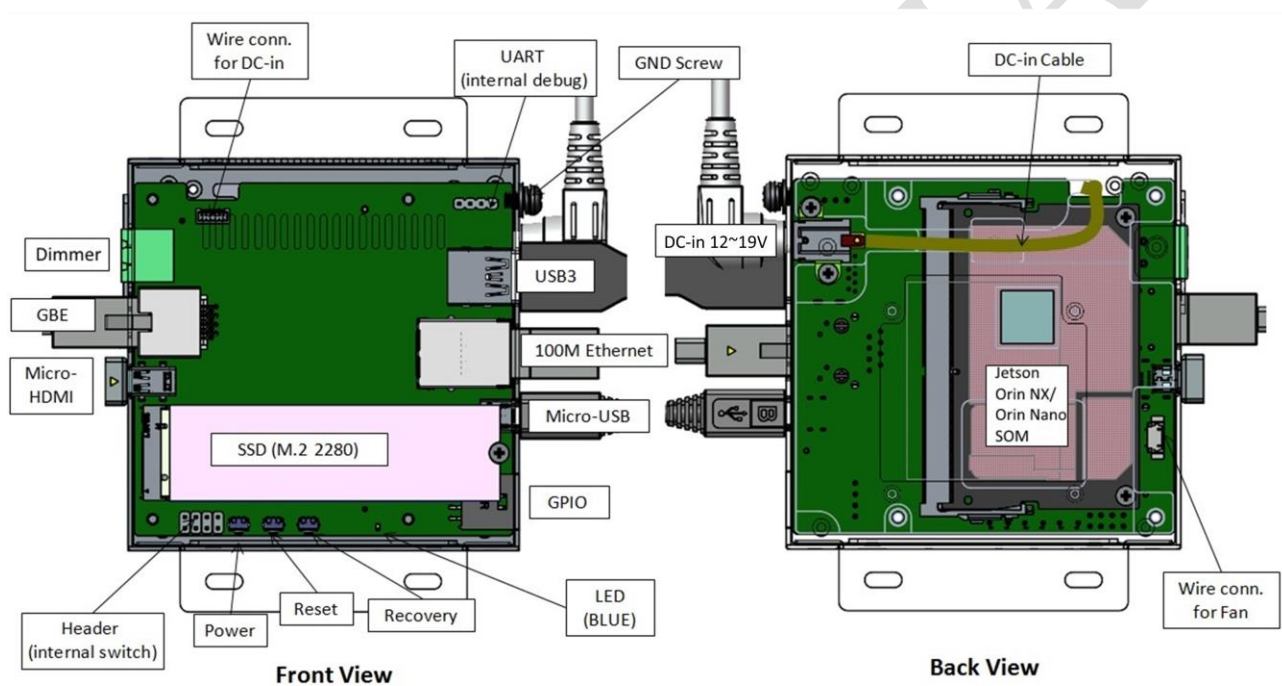 Wire conn.
for DC-in
UART
(internal debug)
GND Screw
DC-in Cable
Dimmer
USB3
DC-in 12~19V
GBE
100M Ethernet
Micro-
HDMI
Micro-USB
Jetson
Orin NX/
Orin Nano
SOM
SSD (M.2 2280)
GPIO
Header
(internal switch)
Power
Reset
Recovery
LED
(BLUE)
Wire conn.
for Fan
Front View
Back View